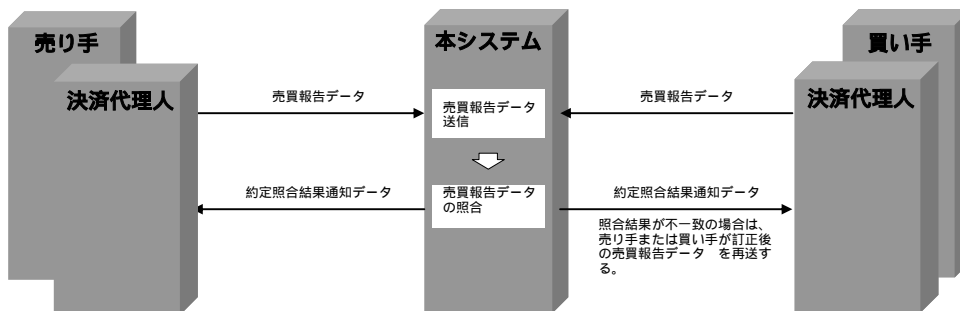 売り手
決済代理人
本システム
買い手
決済代理人
売買報告データ
売買報告データ
売買報告データ
送信
約定照合結果通知データ
売買報告データ
の照合
約定照合結果通知データ
照合結果が不一致の場合は、
売り手または買い手が訂正後
の売買報告データ　を再送す
る。